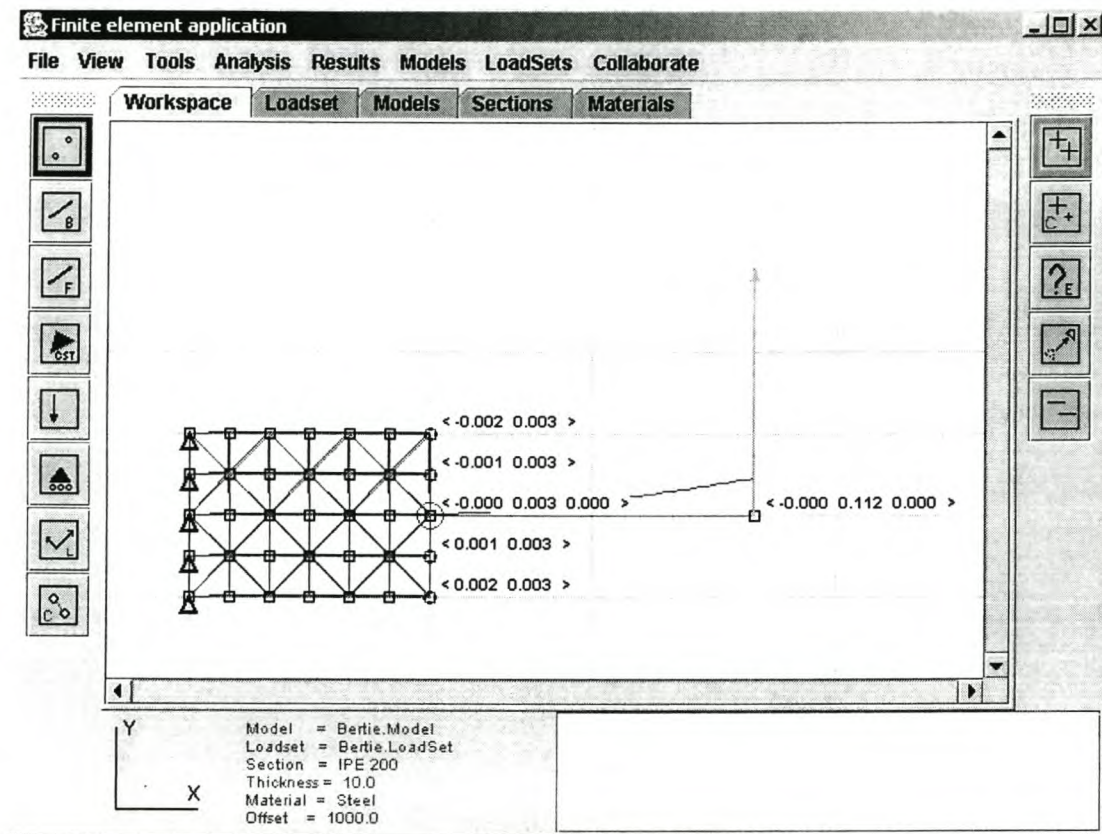 Finite element application
File View Tools Analysis Results Models LoadSets Collaborate
Workspace Loadset Models Sections Materials
B
F
CST
L
C
C
?E
< -0.002 0.003 >
< -0.001 0.003 >
< -0.000 0.003 0.000 >
< -0.000 0.112 0.000 >
< 0.001 0.003 >
< 0.002 0.003 >
Y
X
Model = Bertie.Model
Loadset = Bertie.LoadSet
Section = IPE 200
Thickness = 10.0
Material = Steel
Offset = 1000.0